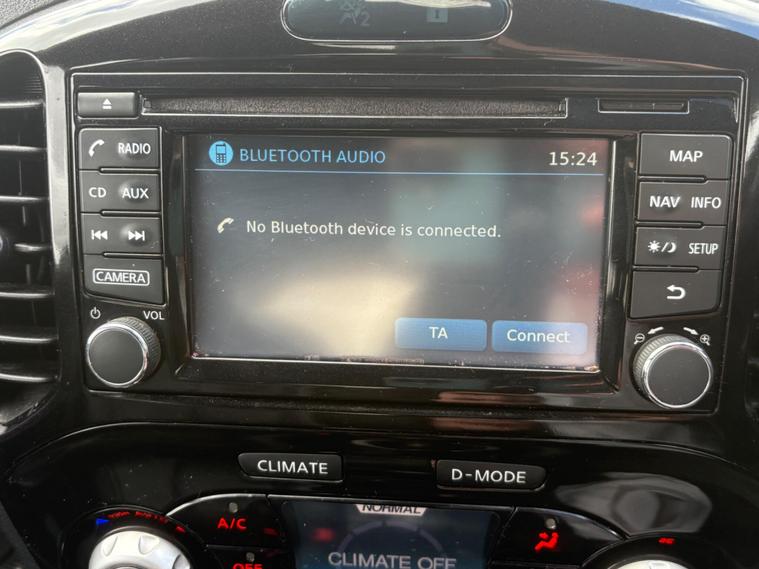 RADIO
CD AUX
CAMERA
VOL
BLUETOOTH AUDIO 15:24
No Bluetooth device is connected.
TA Connect
MAP
NAV INFO
SETUP
CLIMATE D-MODE
A/C
OFF
NORMAL
CLIMATE OFF